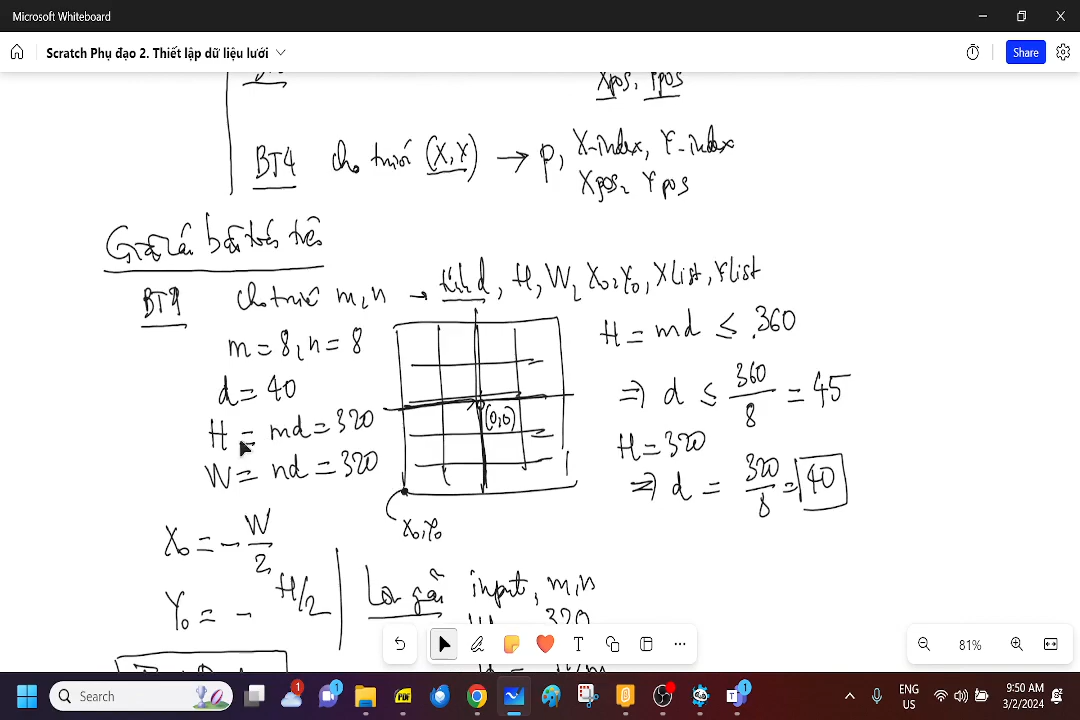 Microsoft Whiteboard
Scratch Phụ đạo 2. Thiết lập dữ liệu lưới
Share
Xpos, Ypos
BT4 cho trước (X,Y) → p, X-index, Y-index
Xpos, Ypos
Giải các bài toán trên
BT1 cho trước m,n → tính d, H, W, X0, Y0, XList, YList
m = 8, n = 8
H = md ≤ 360
d = 40
⇒ d ≤ 360/8 = 45
H = md = 320
(0,0)
H = 320
W = nd = 320
⇒ d = 320/8 = 40
X0, Y0
X0 = - W/2
Y0 = - H/2
input, m,n
320
81%
Search
ENG
US
9:50 AM
3/2/2024